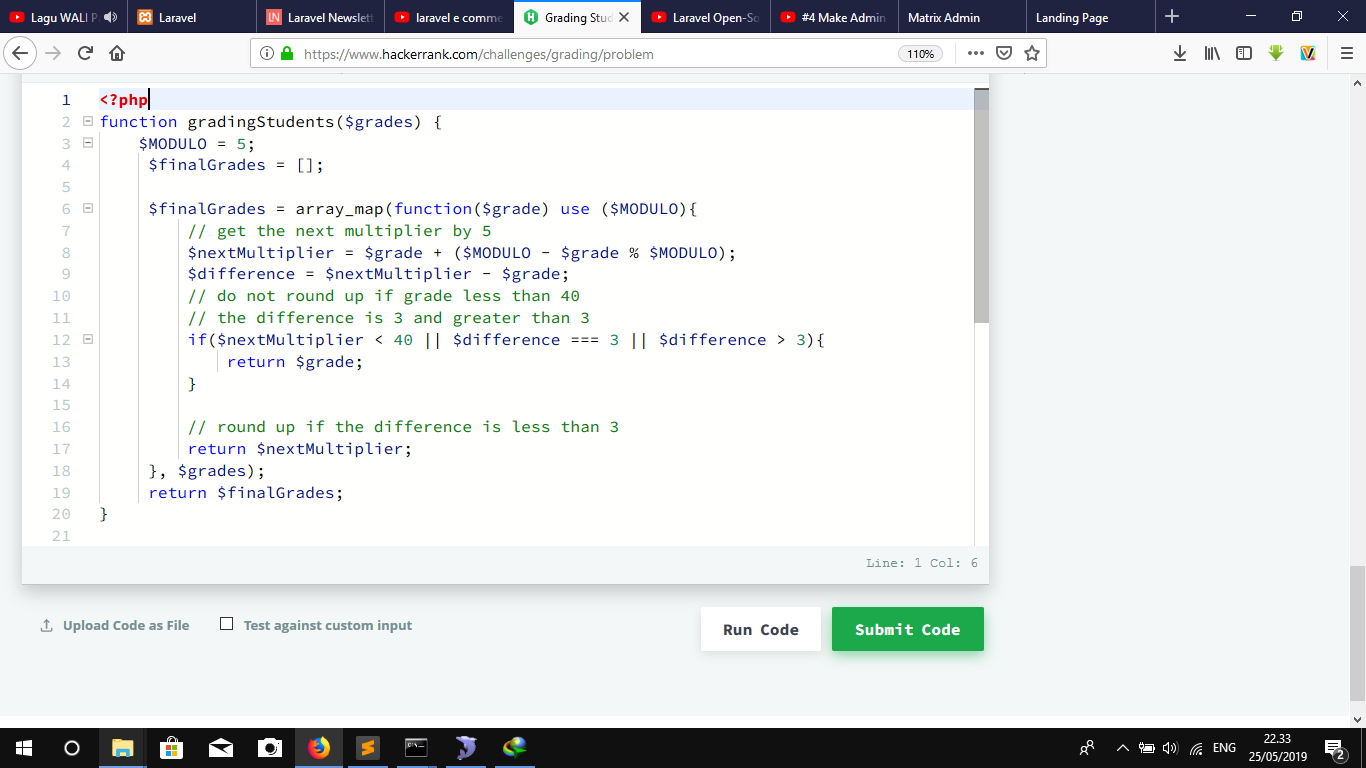 Lagu WALI P
Laravel
Laravel Newslett
laravel e comme
Grading Stud
Laravel Open-So
#4 Make Admin
Matrix Admin
Landing Page
https://www.hackerrank.com/challenges/grading/problem
110%
1 <?php
2 function gradingStudents($grades) {
3 $MODULO = 5;
4 $finalGrades = [];
5
6 $finalGrades = array_map(function($grade) use ($MODULO){
7 // get the next multiplier by 5
8 $nextMultiplier = $grade + ($MODULO - $grade % $MODULO);
9 $difference = $nextMultiplier - $grade;
10 // do not round up if grade less than 40
11 // the difference is 3 and greater than 3
12 if($nextMultiplier < 40 || $difference === 3 || $difference > 3){
13 return $grade;
14 }
15
16 // round up if the difference is less than 3
17 return $nextMultiplier;
18 }, $grades);
19 return $finalGrades;
20 }
21
Line: 1 Col: 6
Upload Code as File
Test against custom input
Run Code
Submit Code
ENG
22.33
25/05/2019
2